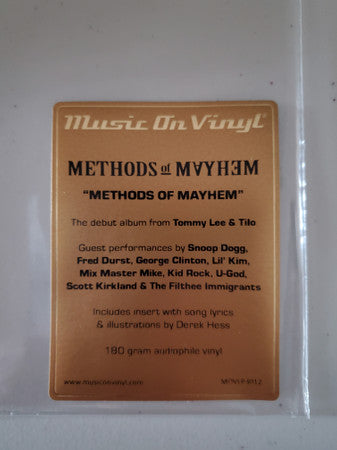 Music On Vinyl®
METHODS of MAYHEM
“METHODS OF MAYHEM”
The debut album from Tommy Lee & Tilo
Guest performances by Snoop Dogg,
Fred Durst, George Clinton, Lil’ Kim,
Mix Master Mike, Kid Rock, U-God,
Scott Kirkland & The Filthee Immigrants
Includes insert with song lyrics
& illustrations by Derek Hess
180 gram audiophile vinyl
www.musiconvinyl.com